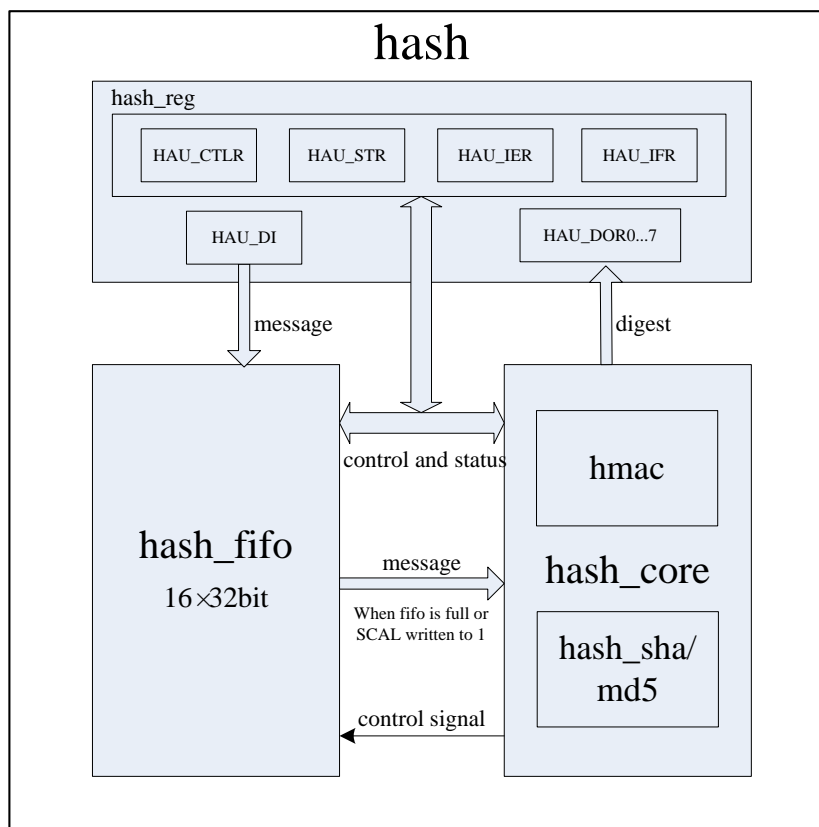 hash
hash_reg
HAU_CTLR
HAU_STR
HAU_IER
HAU_IFR
HAU_DI
HAU_DOR0...7
message
digest
control and status
hmac
hash_fifo
16×32bit
message
When fifo is full or
SCAL written to 1
hash_core
hash_sha/
md5
control signal